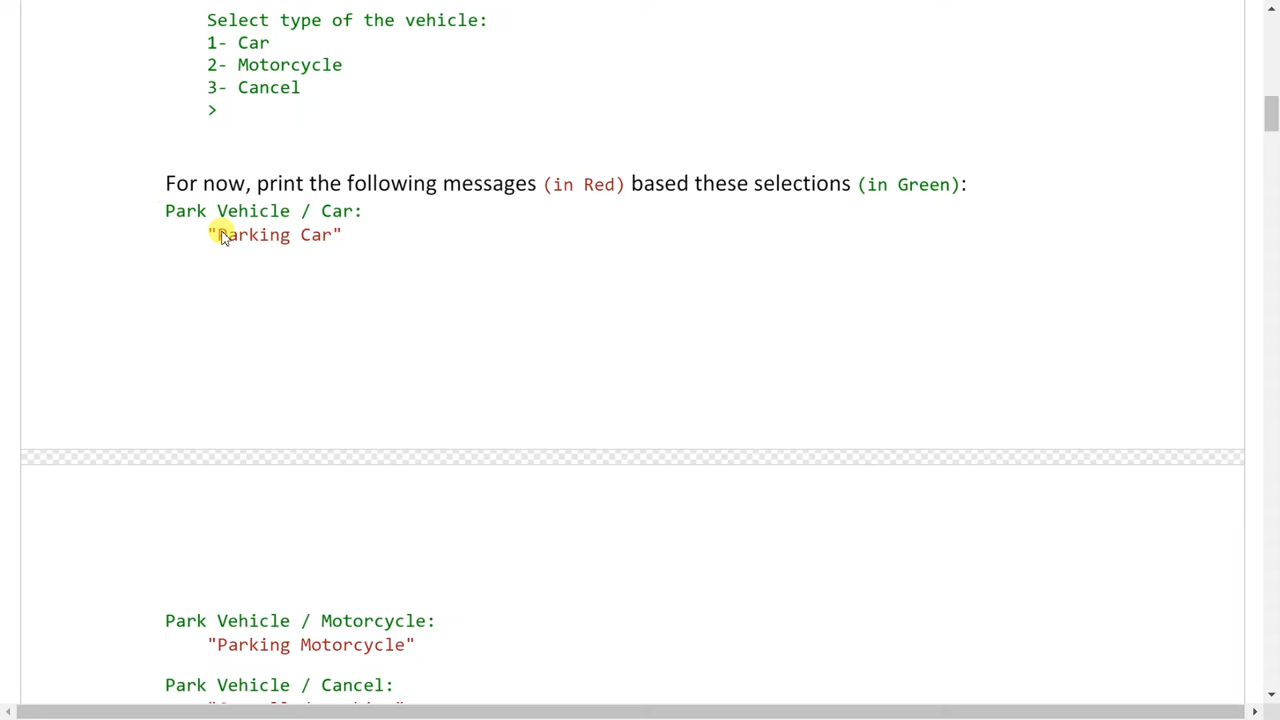 Select type of the vehicle:
1- Car
2- Motorcycle
3- Cancel
>
For now, print the following messages (in Red) based these selections (in Green):
Park Vehicle / Car:
"Parking Car"
Park Vehicle / Motorcycle:
"Parking Motorcycle"
Park Vehicle / Cancel: